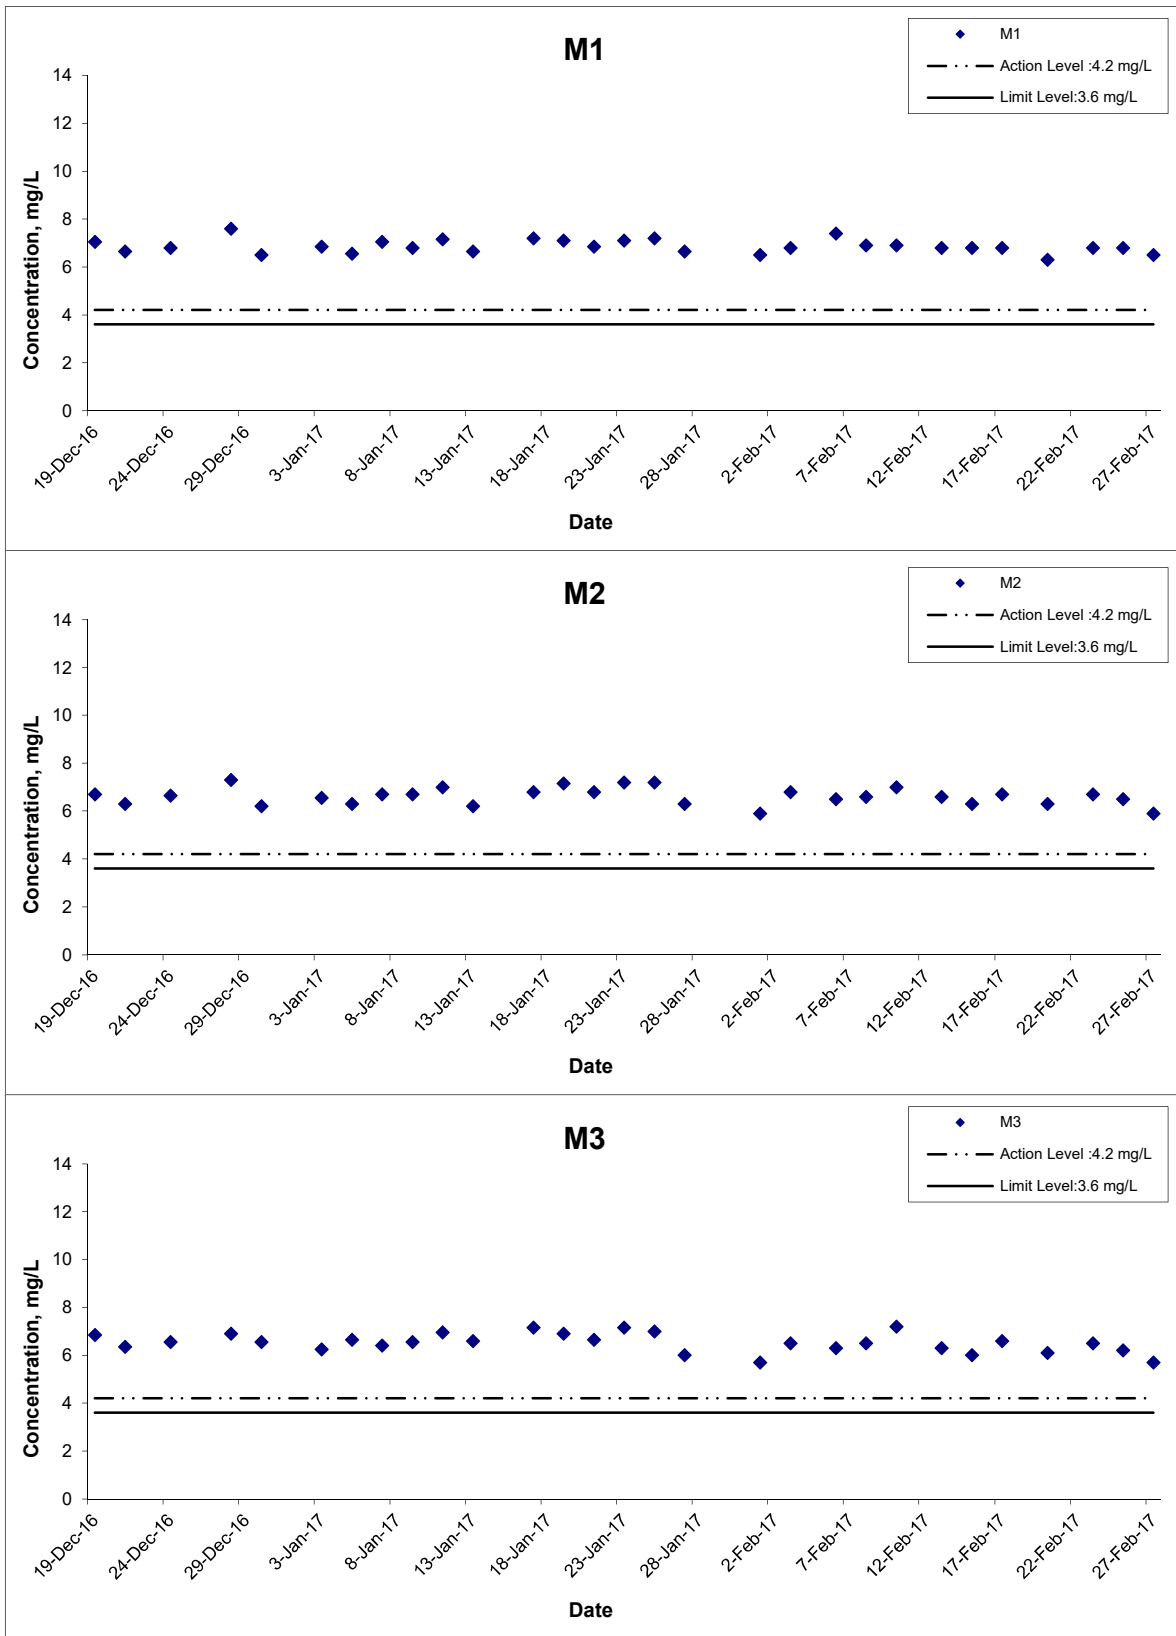 M1
M1
Action Level :4.2 mg/L
Limit Level:3.6 mg/L
Concentration, mg/L
14
12
10
8
6
4
2
0
19-Dec-16
24-Dec-16
29-Dec-16
3-Jan-17
8-Jan-17
13-Jan-17
18-Jan-17
23-Jan-17
28-Jan-17
2-Feb-17
7-Feb-17
12-Feb-17
17-Feb-17
22-Feb-17
27-Feb-17
Date
M2
M2
Action Level :4.2 mg/L
Limit Level:3.6 mg/L
Concentration, mg/L
14
12
10
8
6
4
2
0
19-Dec-16
24-Dec-16
29-Dec-16
3-Jan-17
8-Jan-17
13-Jan-17
18-Jan-17
23-Jan-17
28-Jan-17
2-Feb-17
7-Feb-17
12-Feb-17
17-Feb-17
22-Feb-17
27-Feb-17
Date
M3
M3
Action Level :4.2 mg/L
Limit Level:3.6 mg/L
Concentration, mg/L
14
12
10
8
6
4
2
0
19-Dec-16
24-Dec-16
29-Dec-16
3-Jan-17
8-Jan-17
13-Jan-17
18-Jan-17
23-Jan-17
28-Jan-17
2-Feb-17
7-Feb-17
12-Feb-17
17-Feb-17
22-Feb-17
27-Feb-17
Date